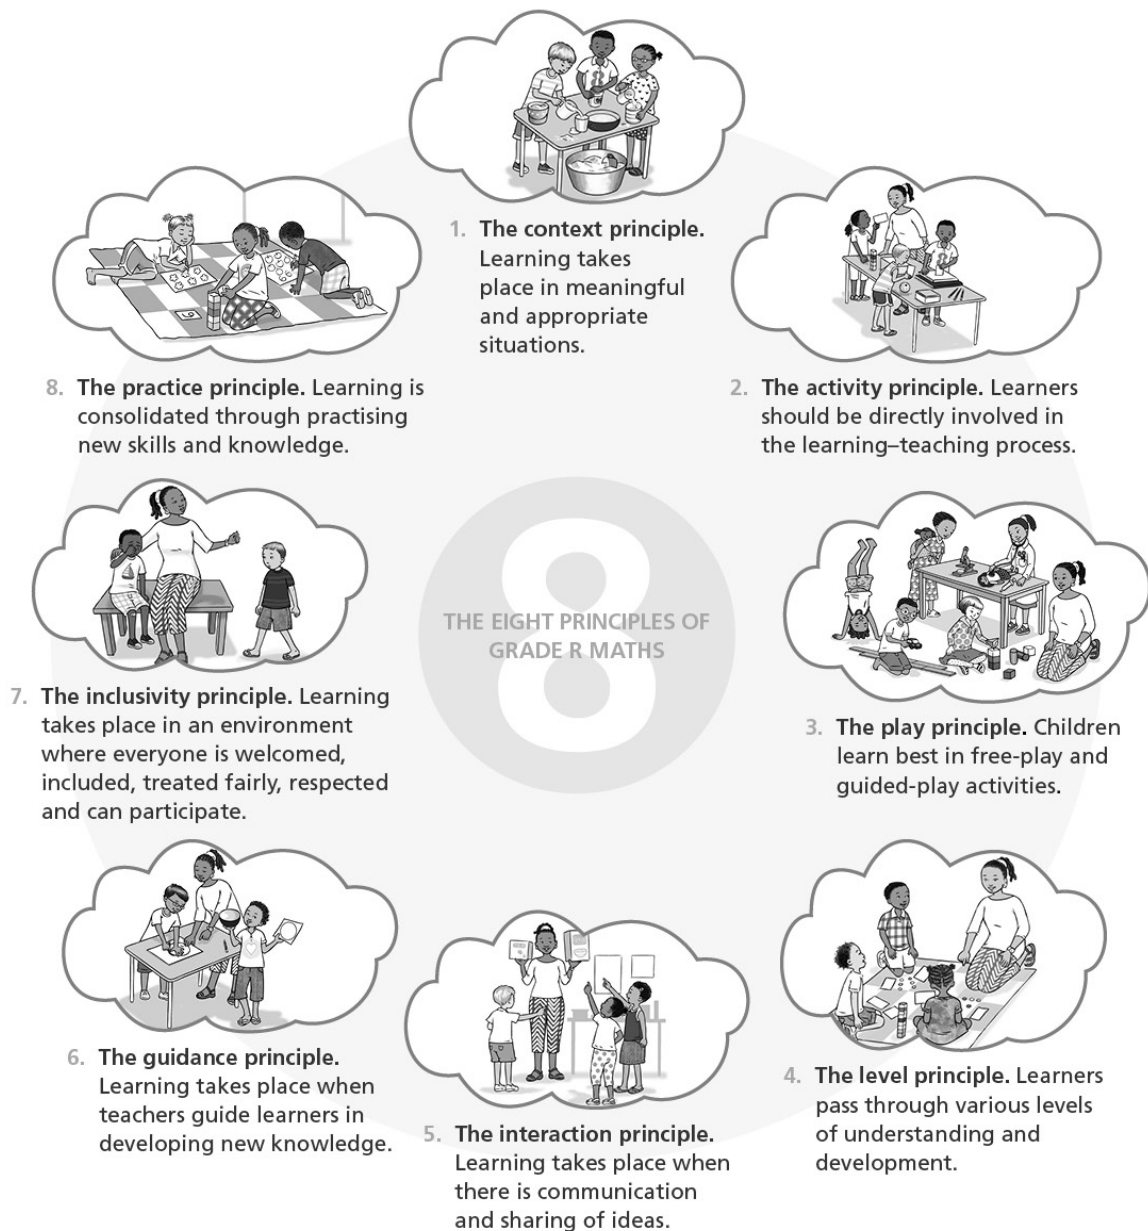 1. The context principle.
Learning takes
place in meaningful
and appropriate
situations.
2. The activity principle. Learners
should be directly involved in
the learning–teaching process.
3. The play principle. Children
learn best in free-play and
guided-play activities.
4. The level principle. Learners
pass through various levels
of understanding and
development.
5. The interaction principle.
Learning takes place when
there is communication
and sharing of ideas.
6. The guidance principle.
Learning takes place when
teachers guide learners in
developing new knowledge.
7. The inclusivity principle. Learning
takes place in an environment
where everyone is welcomed,
included, treated fairly, respected
and can participate.
8. The practice principle. Learning is
consolidated through practising
new skills and knowledge.
8
THE EIGHT PRINCIPLES OF
GRADE R MATHS